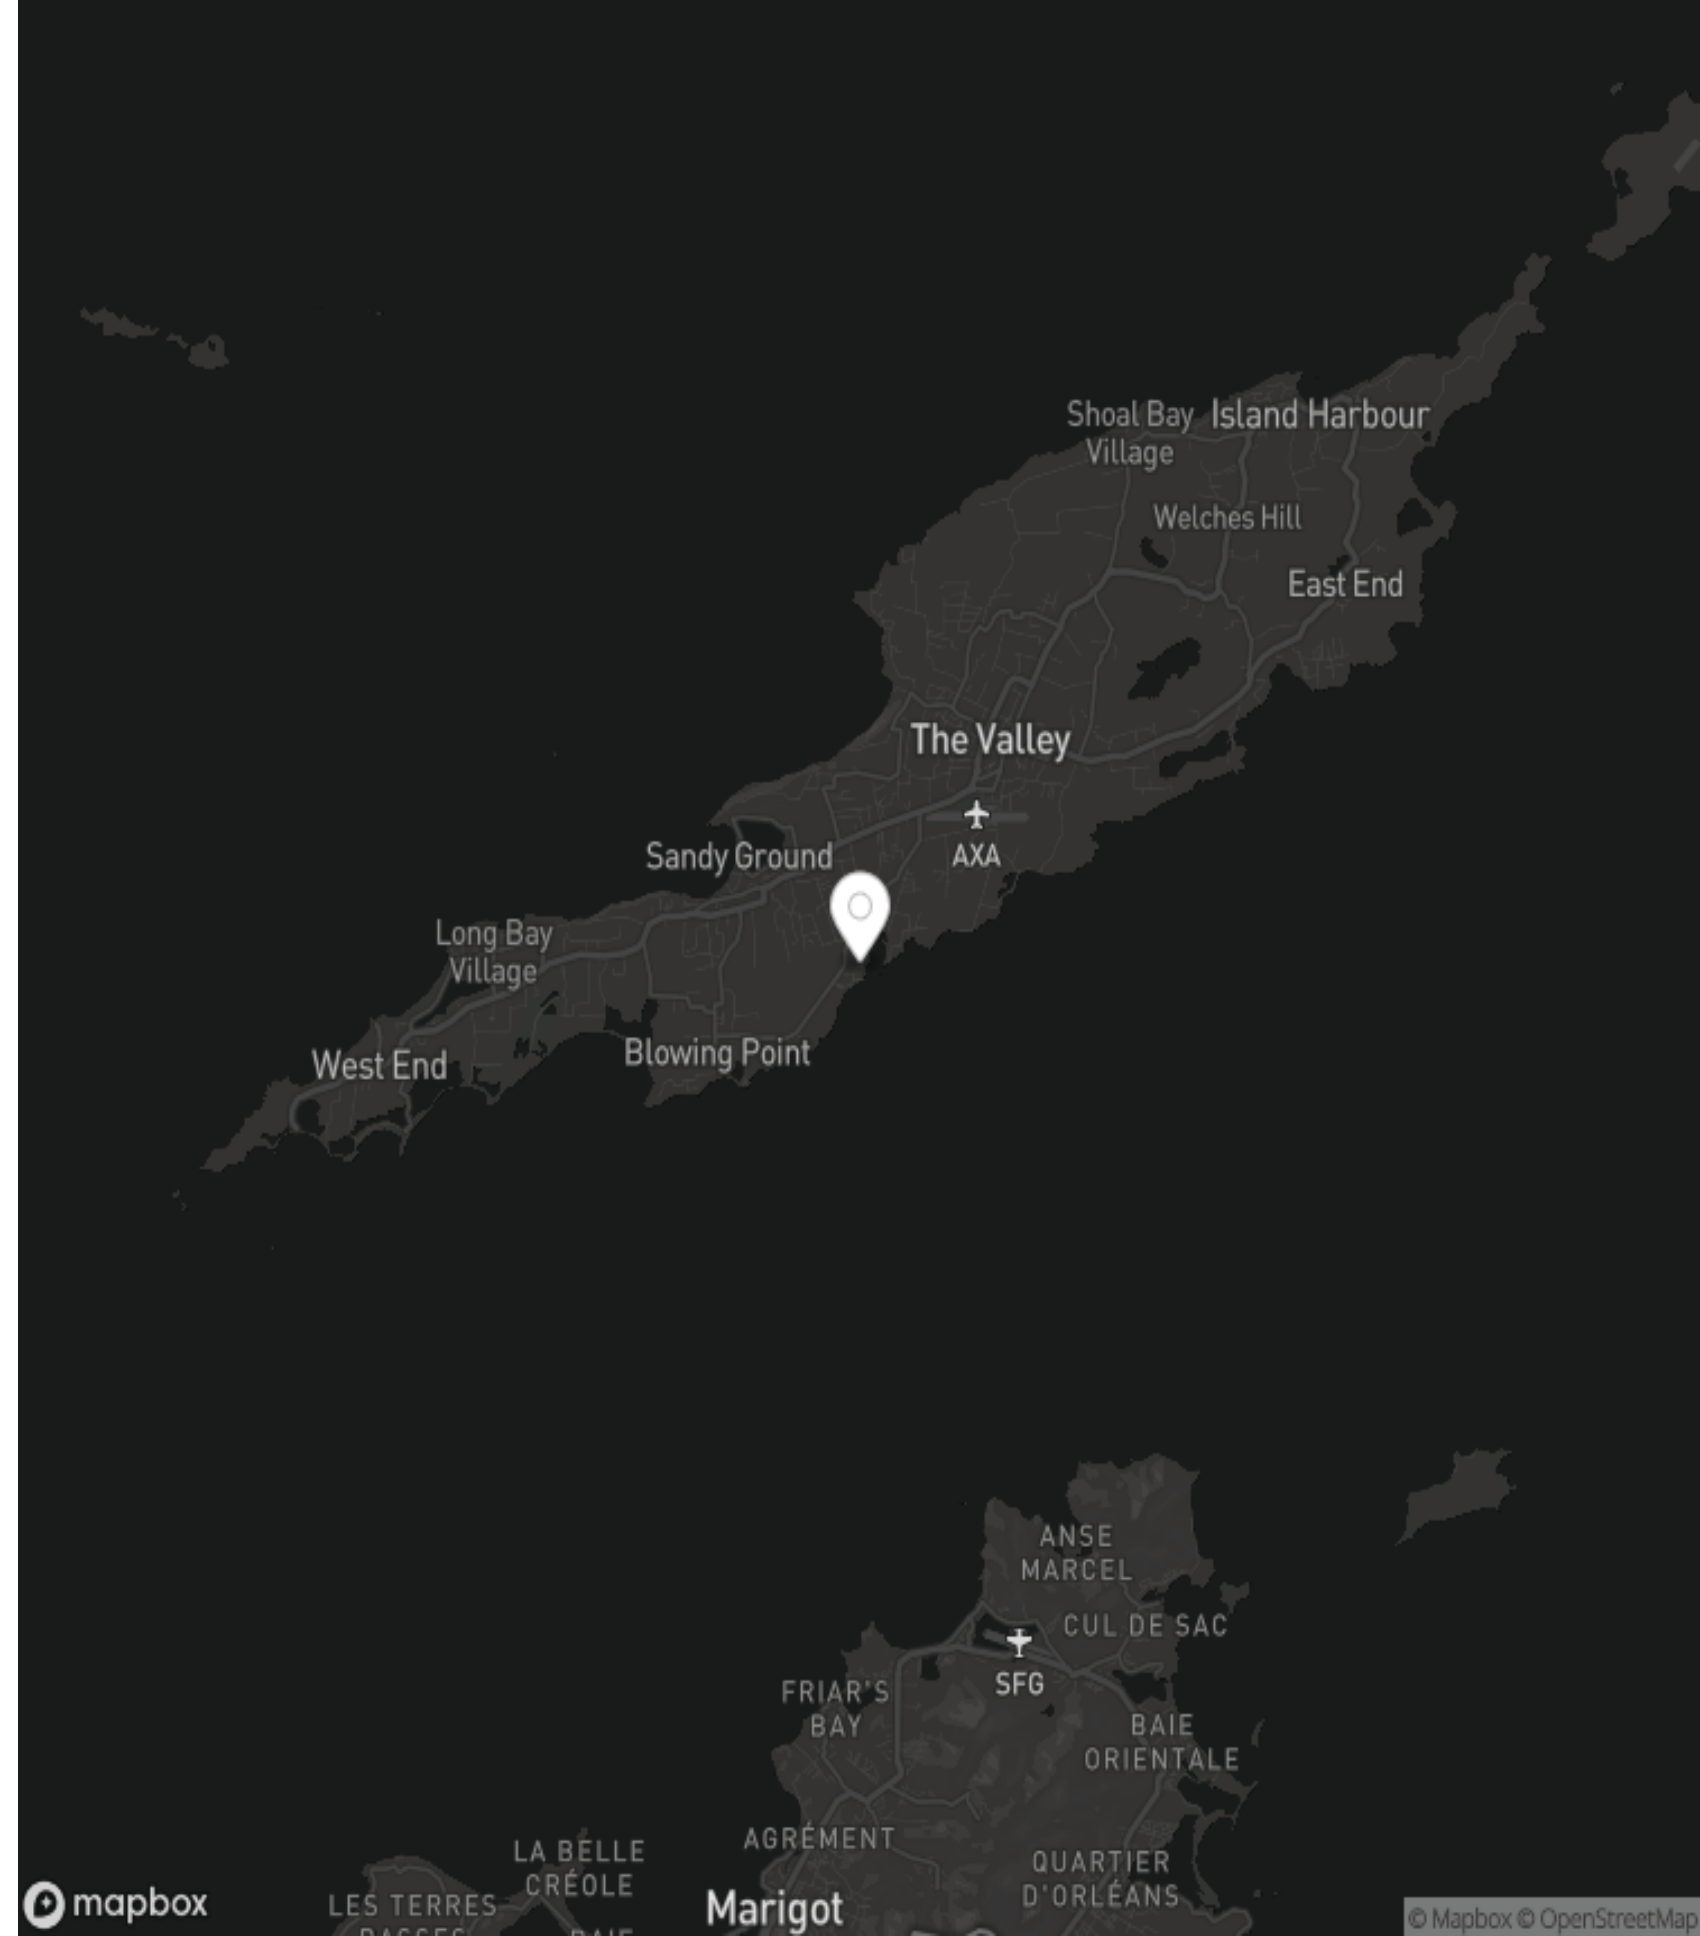 Shoal Bay
Village
Island Harbour
Welches Hill
East End
The Valley
AXA
Sandy Ground
Long Bay
Village
West End
Blowing Point
ANSE
MARCEL
CUL DE SAC
SFG
FRIAR'S
BAY
BAIE
ORIENTALE
AGRÉMENT
LA BELLE
CRÉOLE
QUARTIER
D'ORLÉANS
LES TERRES
BASSES
BAIE
Marigot
mapbox
© Mapbox © OpenStreetMap